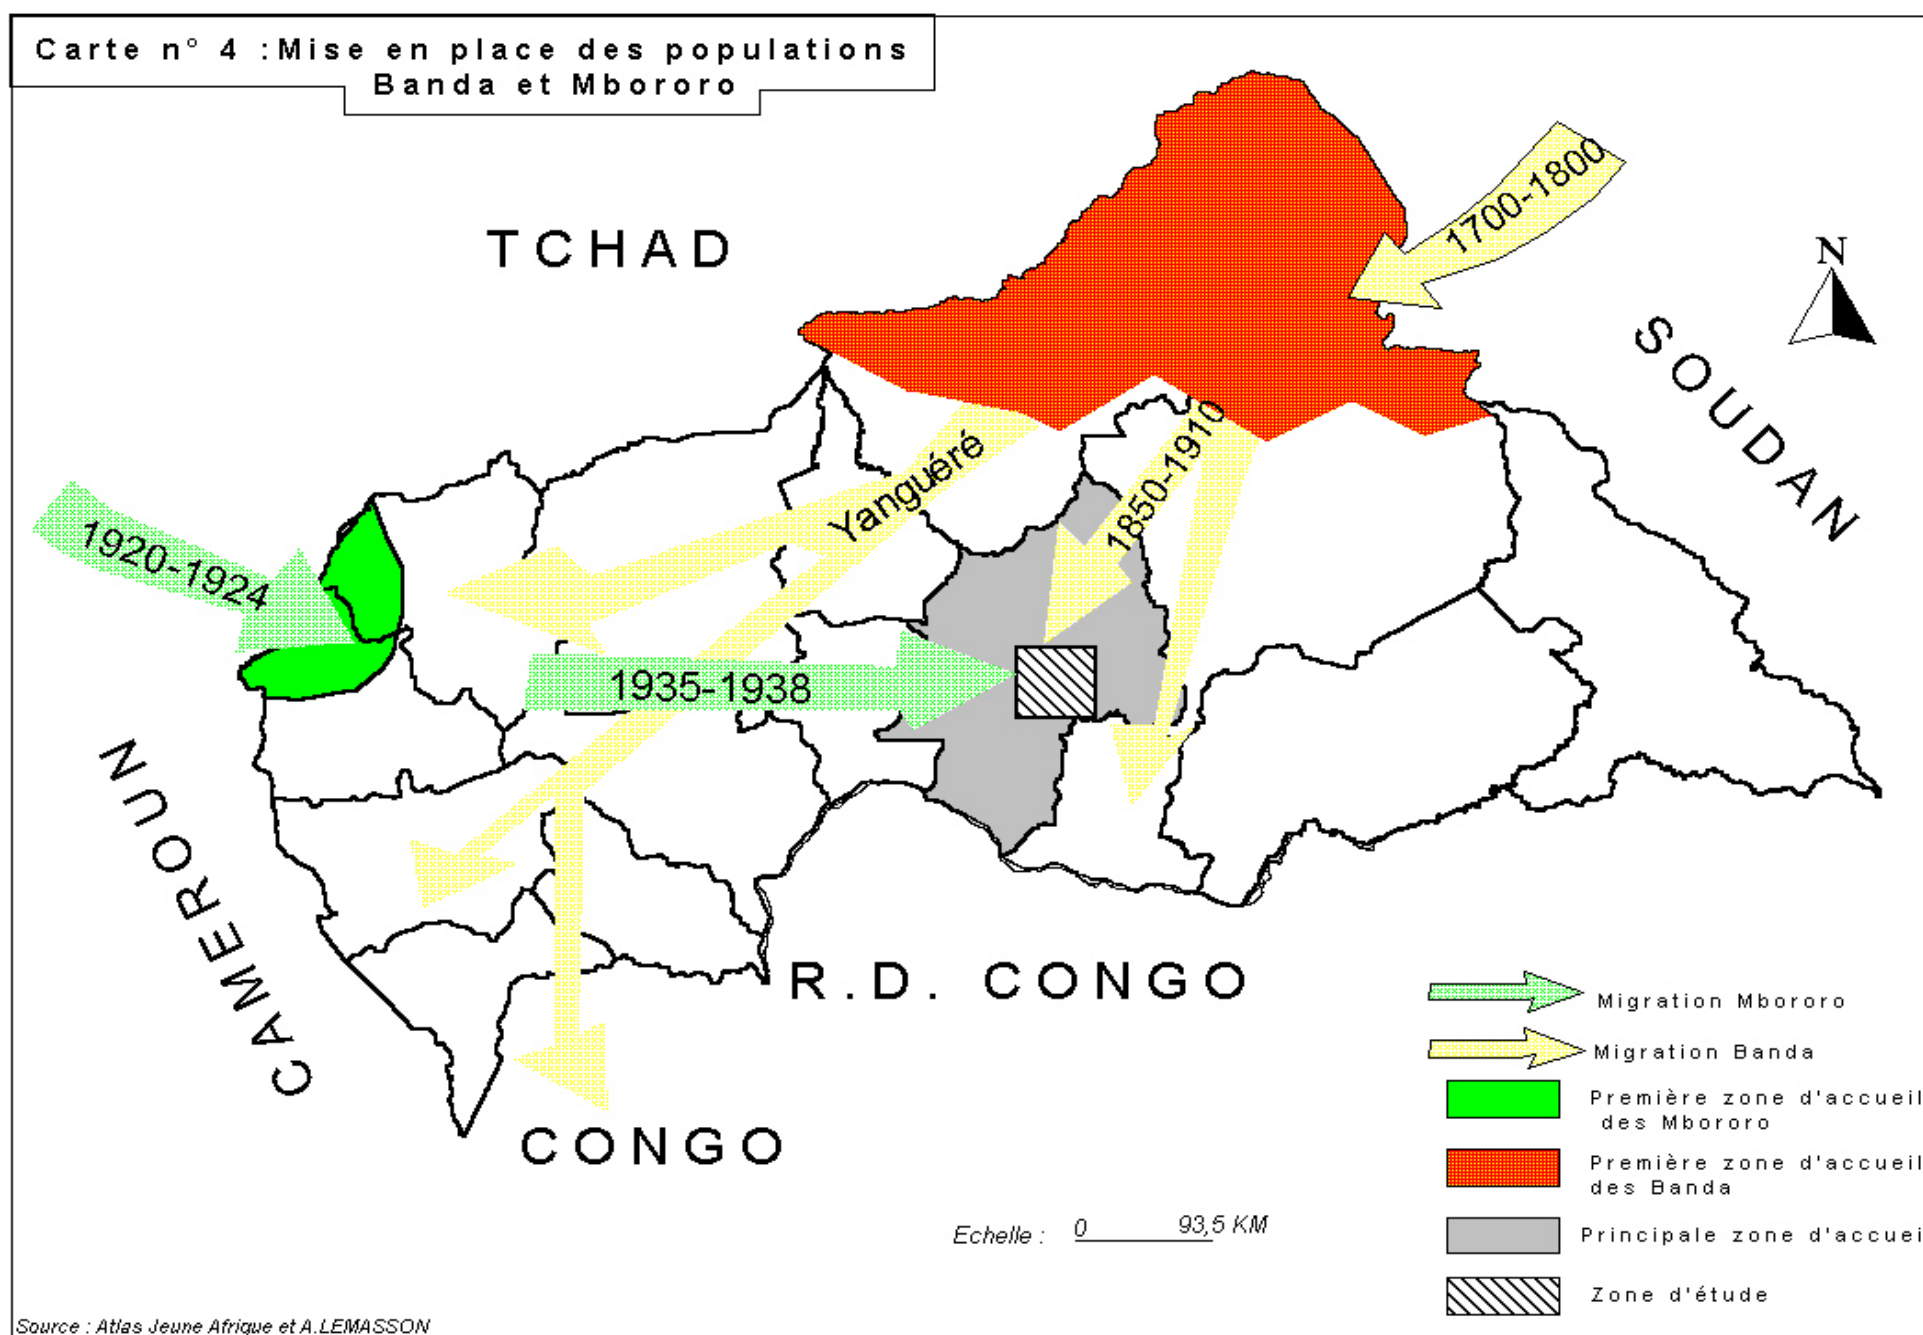 Carte n° 4 :Mise en place des populations
Banda et Mbororo
TCHAD
1700-1800
N
SOUDAN
Yanguéré
1850-1910
1920-1924
1935-1938
CAMEROUN
R.D. CONGO
CONGO
Migration Mbororo
Migration Banda
Première zone d'accueil
des Mbororo
Première zone d'accueil
des Banda
Principale zone d'accuei
Zone d'étude
Echelle : 0 93,5 KM
Source : Atlas Jeune Afrique et A.LEMASSON